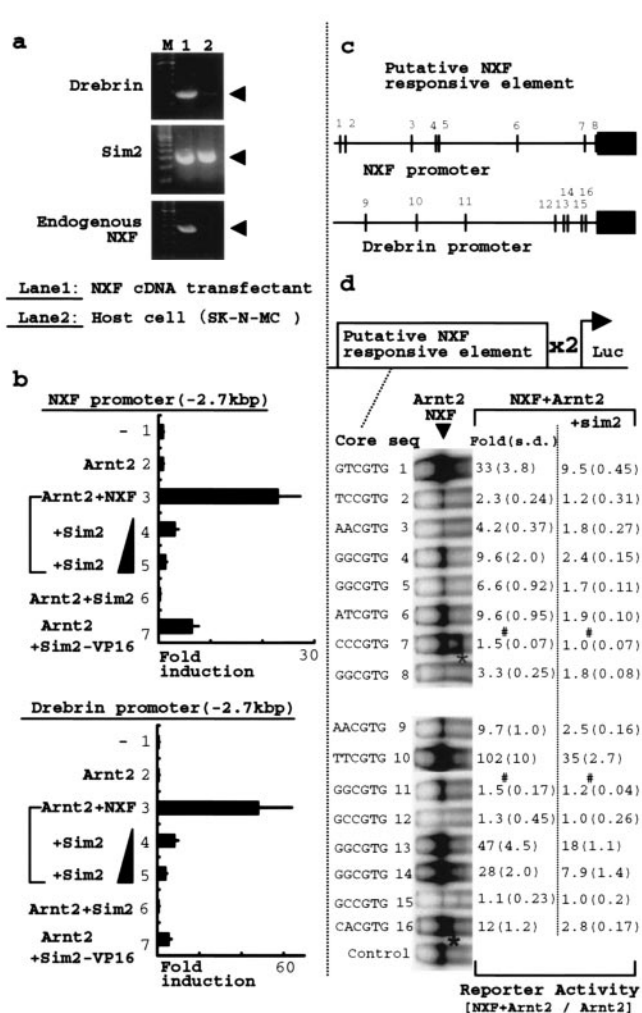 a
M 1 2
Drebrin
Sim2
Endogenous
NXF
Lane1: NXF cDNA transfectant
Lane2: Host cell (SK-N-MC )
b
NXF promoter(-2.7kbp)
- 1
Arnt2 2
Arnt2+NXF 3
+Sim2 4
+Sim2 5
Arnt2+Sim2 6
Arnt2
+Sim2-VP16 7
Fold
induction
30
Drebrin promoter(-2.7kbp)
- 1
Arnt2 2
Arnt2+NXF 3
+Sim2 4
+Sim2 5
Arnt2+Sim2 6
Arnt2
+Sim2-VP16 7
Fold
induction
60
c
Putative NXF
responsive element
1 2 3 4 5 6 7 8
NXF promoter
9 10 11 12 13 14 15 16
Drebrin promoter
d
Putative NXF
responsive element
x2
Luc
Arnt2
NXF
NXF+Arnt2
+sim2
Core seq Fold(s.d.)
GTCGTG 1 33(3.8) 9.5(0.45)
TCCGTG 2 2.3(0.24) 1.2(0.31)
AACGTG 3 4.2(0.37) 1.8(0.27)
GGCGTG 4 9.6(2.0) 2.4(0.15)
GGCGTG 5 6.6(0.92) 1.7(0.11)
ATCGTG 6 9.6(0.95) 1.9(0.10)
# #
CCCGTG 7 1.5(0.07) 1.0(0.07)
*
GGCGTG 8 3.3(0.25) 1.8(0.08)
AACGTG 9 9.7(1.0) 2.5(0.16)
TTCGTG 10 102(10) 35(2.7)
# #
GGCGTG 11 1.5(0.17) 1.2(0.04)
GCCGTG 12 1.3(0.45) 1.0(0.26)
GGCGTG 13 47(4.5) 18(1.1)
GGCGTG 14 28(2.0) 7.9(1.4)
GCCGTG 15 1.1(0.23) 1.0(0.2)
CACGTG 16 12(1.2) 2.8(0.17)
*
Control
Reporter Activity
[NXF+Arnt2 / Arnt2]